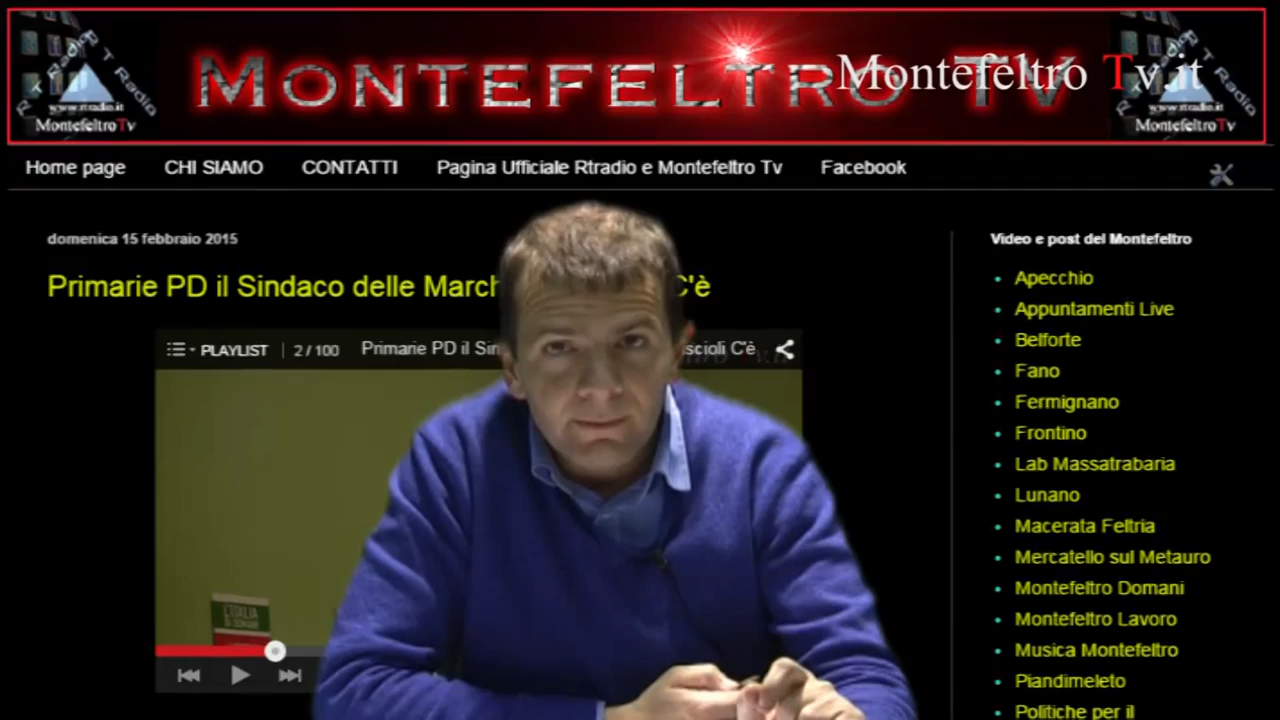 R T Radio
www.rtradio.it
MontefeltroTv
MONTEFELTRO TV
Montefeltro Tv.it
R T Radio
www.rtradio.it
MontefeltroTv
Home page
CHI SIAMO
CONTATTI
Pagina Ufficiale Rtradio e Montefeltro Tv
Facebook
domenica 15 febbraio 2015
Primarie PD il Sindaco delle March
C'è
PLAYLIST | 2/100
Primarie PD il Sin
scioli C'è
L'ITALIA
DI DOMANI
Video e post del Montefeltro
Apecchio
Appuntamenti Live
Belforte
Fano
Fermignano
Frontino
Lab Massatrabaria
Lunano
Macerata Feltria
Mercatello sul Metauro
Montefeltro Domani
Montefeltro Lavoro
Musica Montefeltro
Piandimeleto
Politiche per il